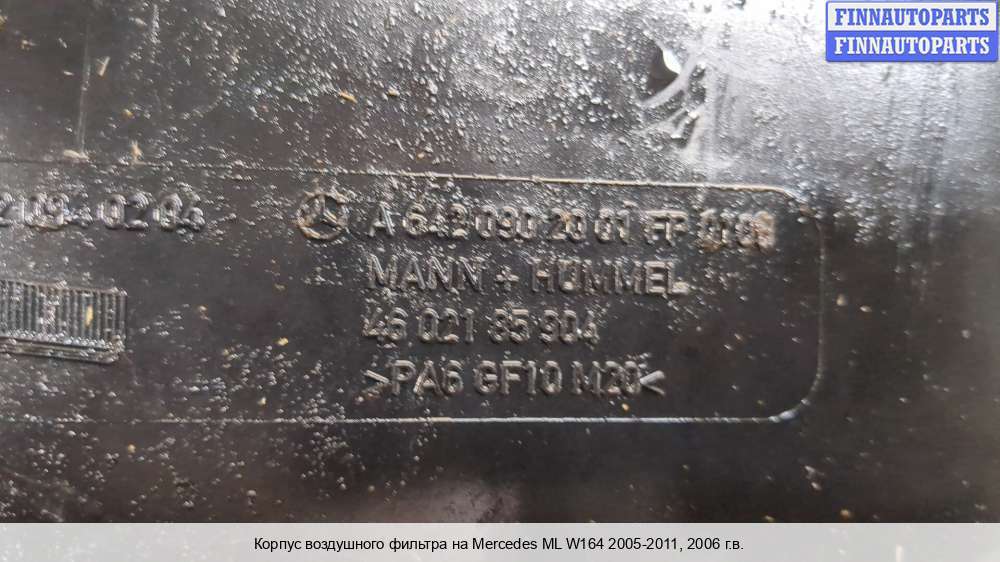 FINNAUTOPARTS
FINNAUTOPARTS
A 642 090 20 01 FP
MANN + HUMMEL
46 021 85 904
>PA6 GF10 M20<
Корпус воздушного фильтра на Mercedes ML W164 2005-2011, 2006 г.в.